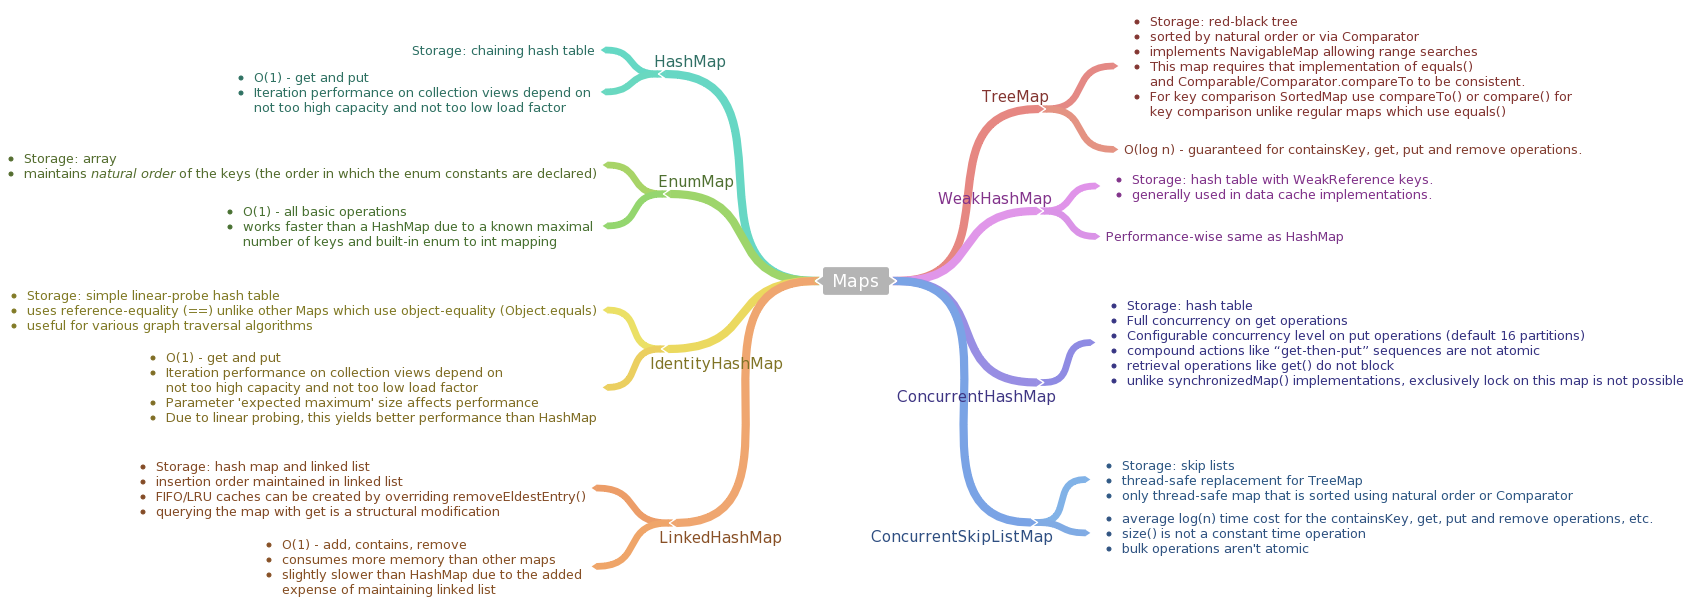 Maps
HashMap
Storage: chaining hash table
• O(1) - get and put
• Iteration performance on collection views depend on
not too high capacity and not too low load factor
EnumMap
• Storage: array
• maintains natural order of the keys (the order in which the enum constants are declared)
• O(1) - all basic operations
• works faster than a HashMap due to a known maximal
number of keys and built-in enum to int mapping
IdentityHashMap
• Storage: simple linear-probe hash table
• uses reference-equality (==) unlike other Maps which use object-equality (Object.equals)
• useful for various graph traversal algorithms
• O(1) - get and put
• Iteration performance on collection views depend on
not too high capacity and not too low load factor
• Parameter 'expected maximum' size affects performance
• Due to linear probing, this yields better performance than HashMap
LinkedHashMap
• Storage: hash map and linked list
• insertion order maintained in linked list
• FIFO/LRU caches can be created by overriding removeEldestEntry()
• querying the map with get is a structural modification
• O(1) - add, contains, remove
• consumes more memory than other maps
• slightly slower than HashMap due to the added
expense of maintaining linked list
TreeMap
• Storage: red-black tree
• sorted by natural order or via Comparator
• implements NavigableMap allowing range searches
• This map requires that implementation of equals()
and Comparable/Comparator.compareTo to be consistent.
• For key comparison SortedMap use compareTo() or compare() for
key comparison unlike regular maps which use equals()
O(log n) - guaranteed for containsKey, get, put and remove operations.
WeakHashMap
• Storage: hash table with WeakReference keys.
• generally used in data cache implementations.
Performance-wise same as HashMap
ConcurrentHashMap
• Storage: hash table
• Full concurrency on get operations
• Configurable concurrency level on put operations (default 16 partitions)
• compound actions like “get-then-put” sequences are not atomic
• retrieval operations like get() do not block
• unlike synchronizedMap() implementations, exclusively lock on this map is not possible
ConcurrentSkipListMap
• Storage: skip lists
• thread-safe replacement for TreeMap
• only thread-safe map that is sorted using natural order or Comparator
• average log(n) time cost for the containsKey, get, put and remove operations, etc.
• size() is not a constant time operation
• bulk operations aren't atomic